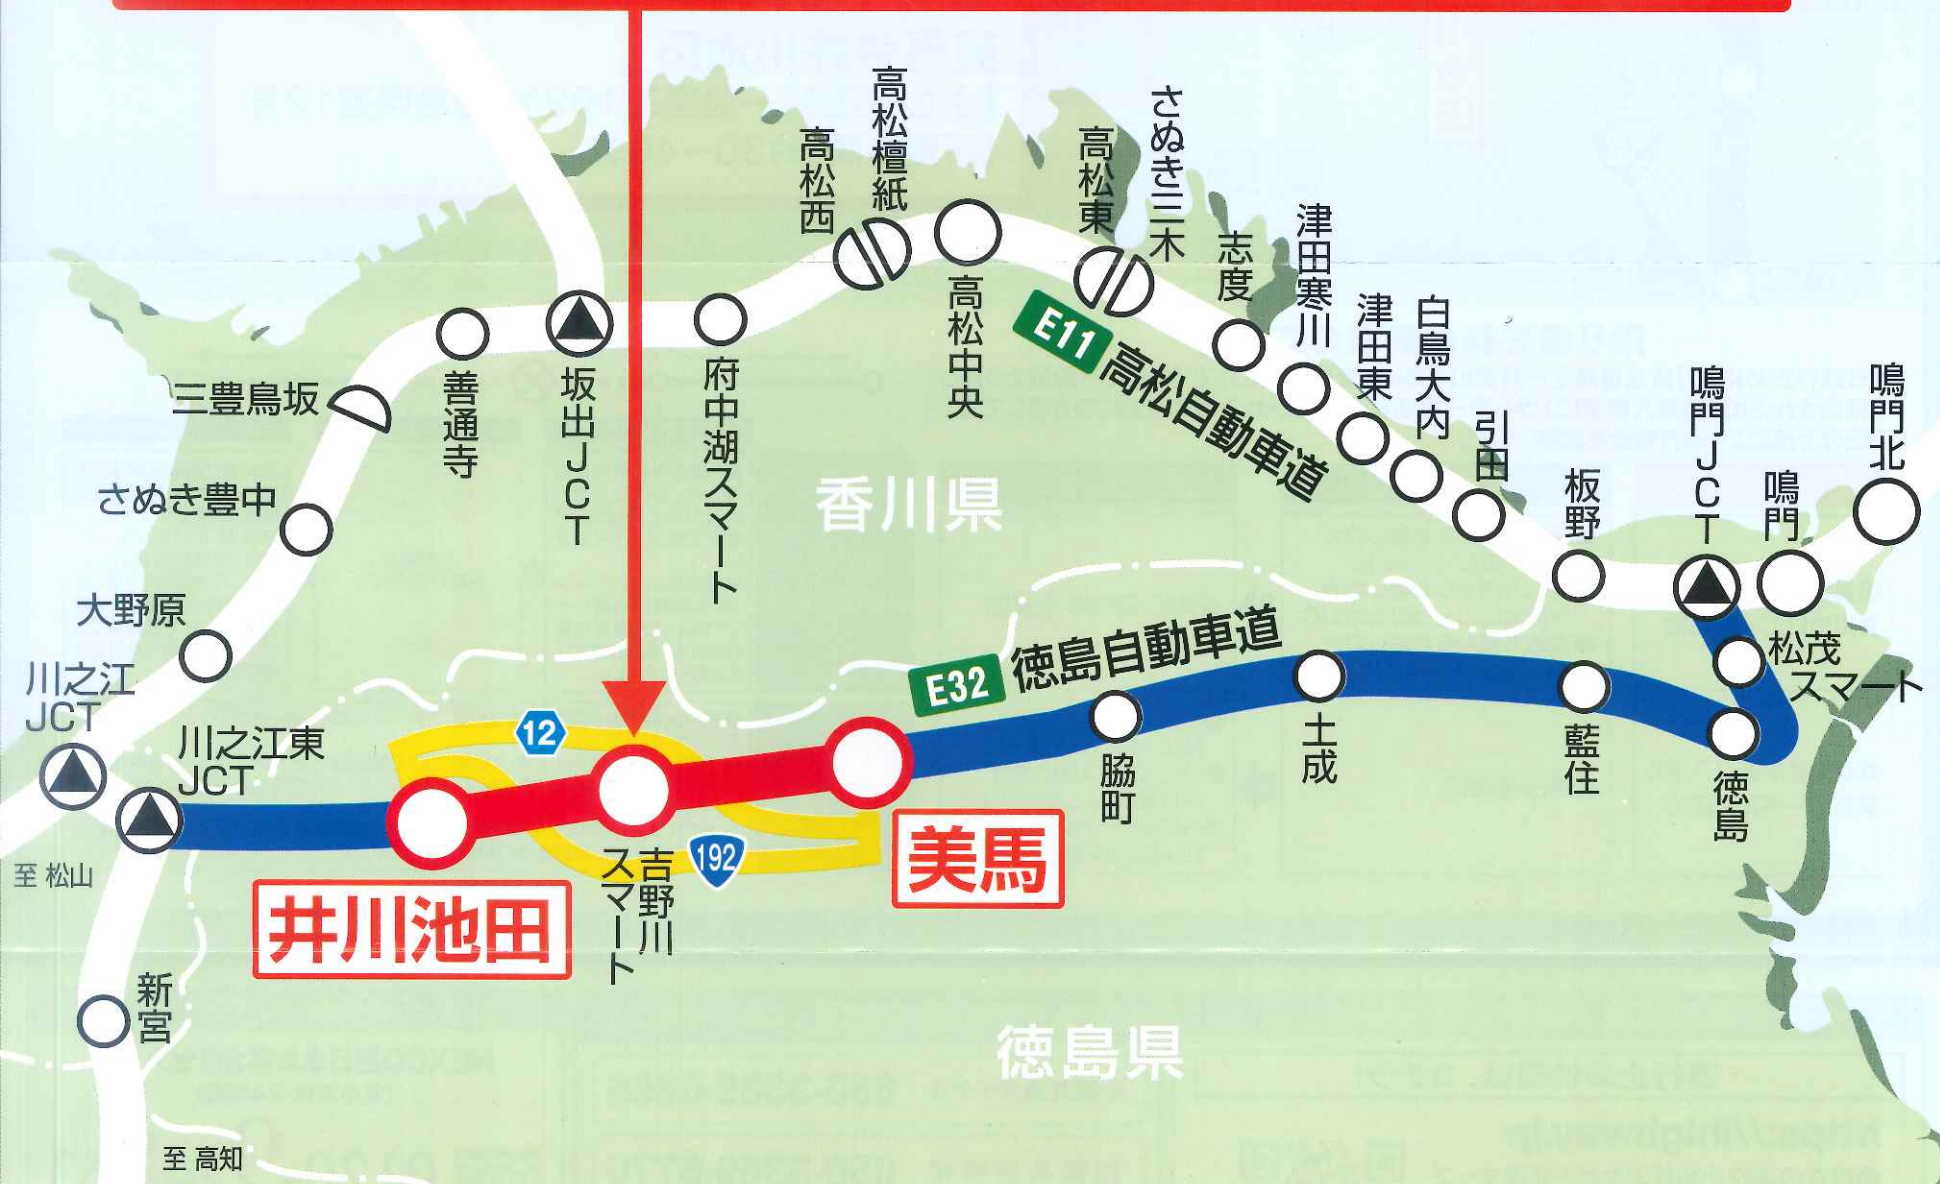 高松西
高松檀紙
高松中央
高松東
さぬき三木
志度
津田寒川
津田東
白鳥大内
引田
板野
鳴門JCT
鳴門
鳴門北
E11
高松自動車道
三豊鳥坂
善通寺
坂出JCT
府中湖スマート
さぬき豊中
香川県
大野原
川之江
JCT
川之江東
JCT
E32
徳島自動車道
松茂
スマート
12
脇町
土成
藍住
徳島
至 松山
井川池田
吉野川
スマート
192
美馬
新宮
徳島県
至 高知